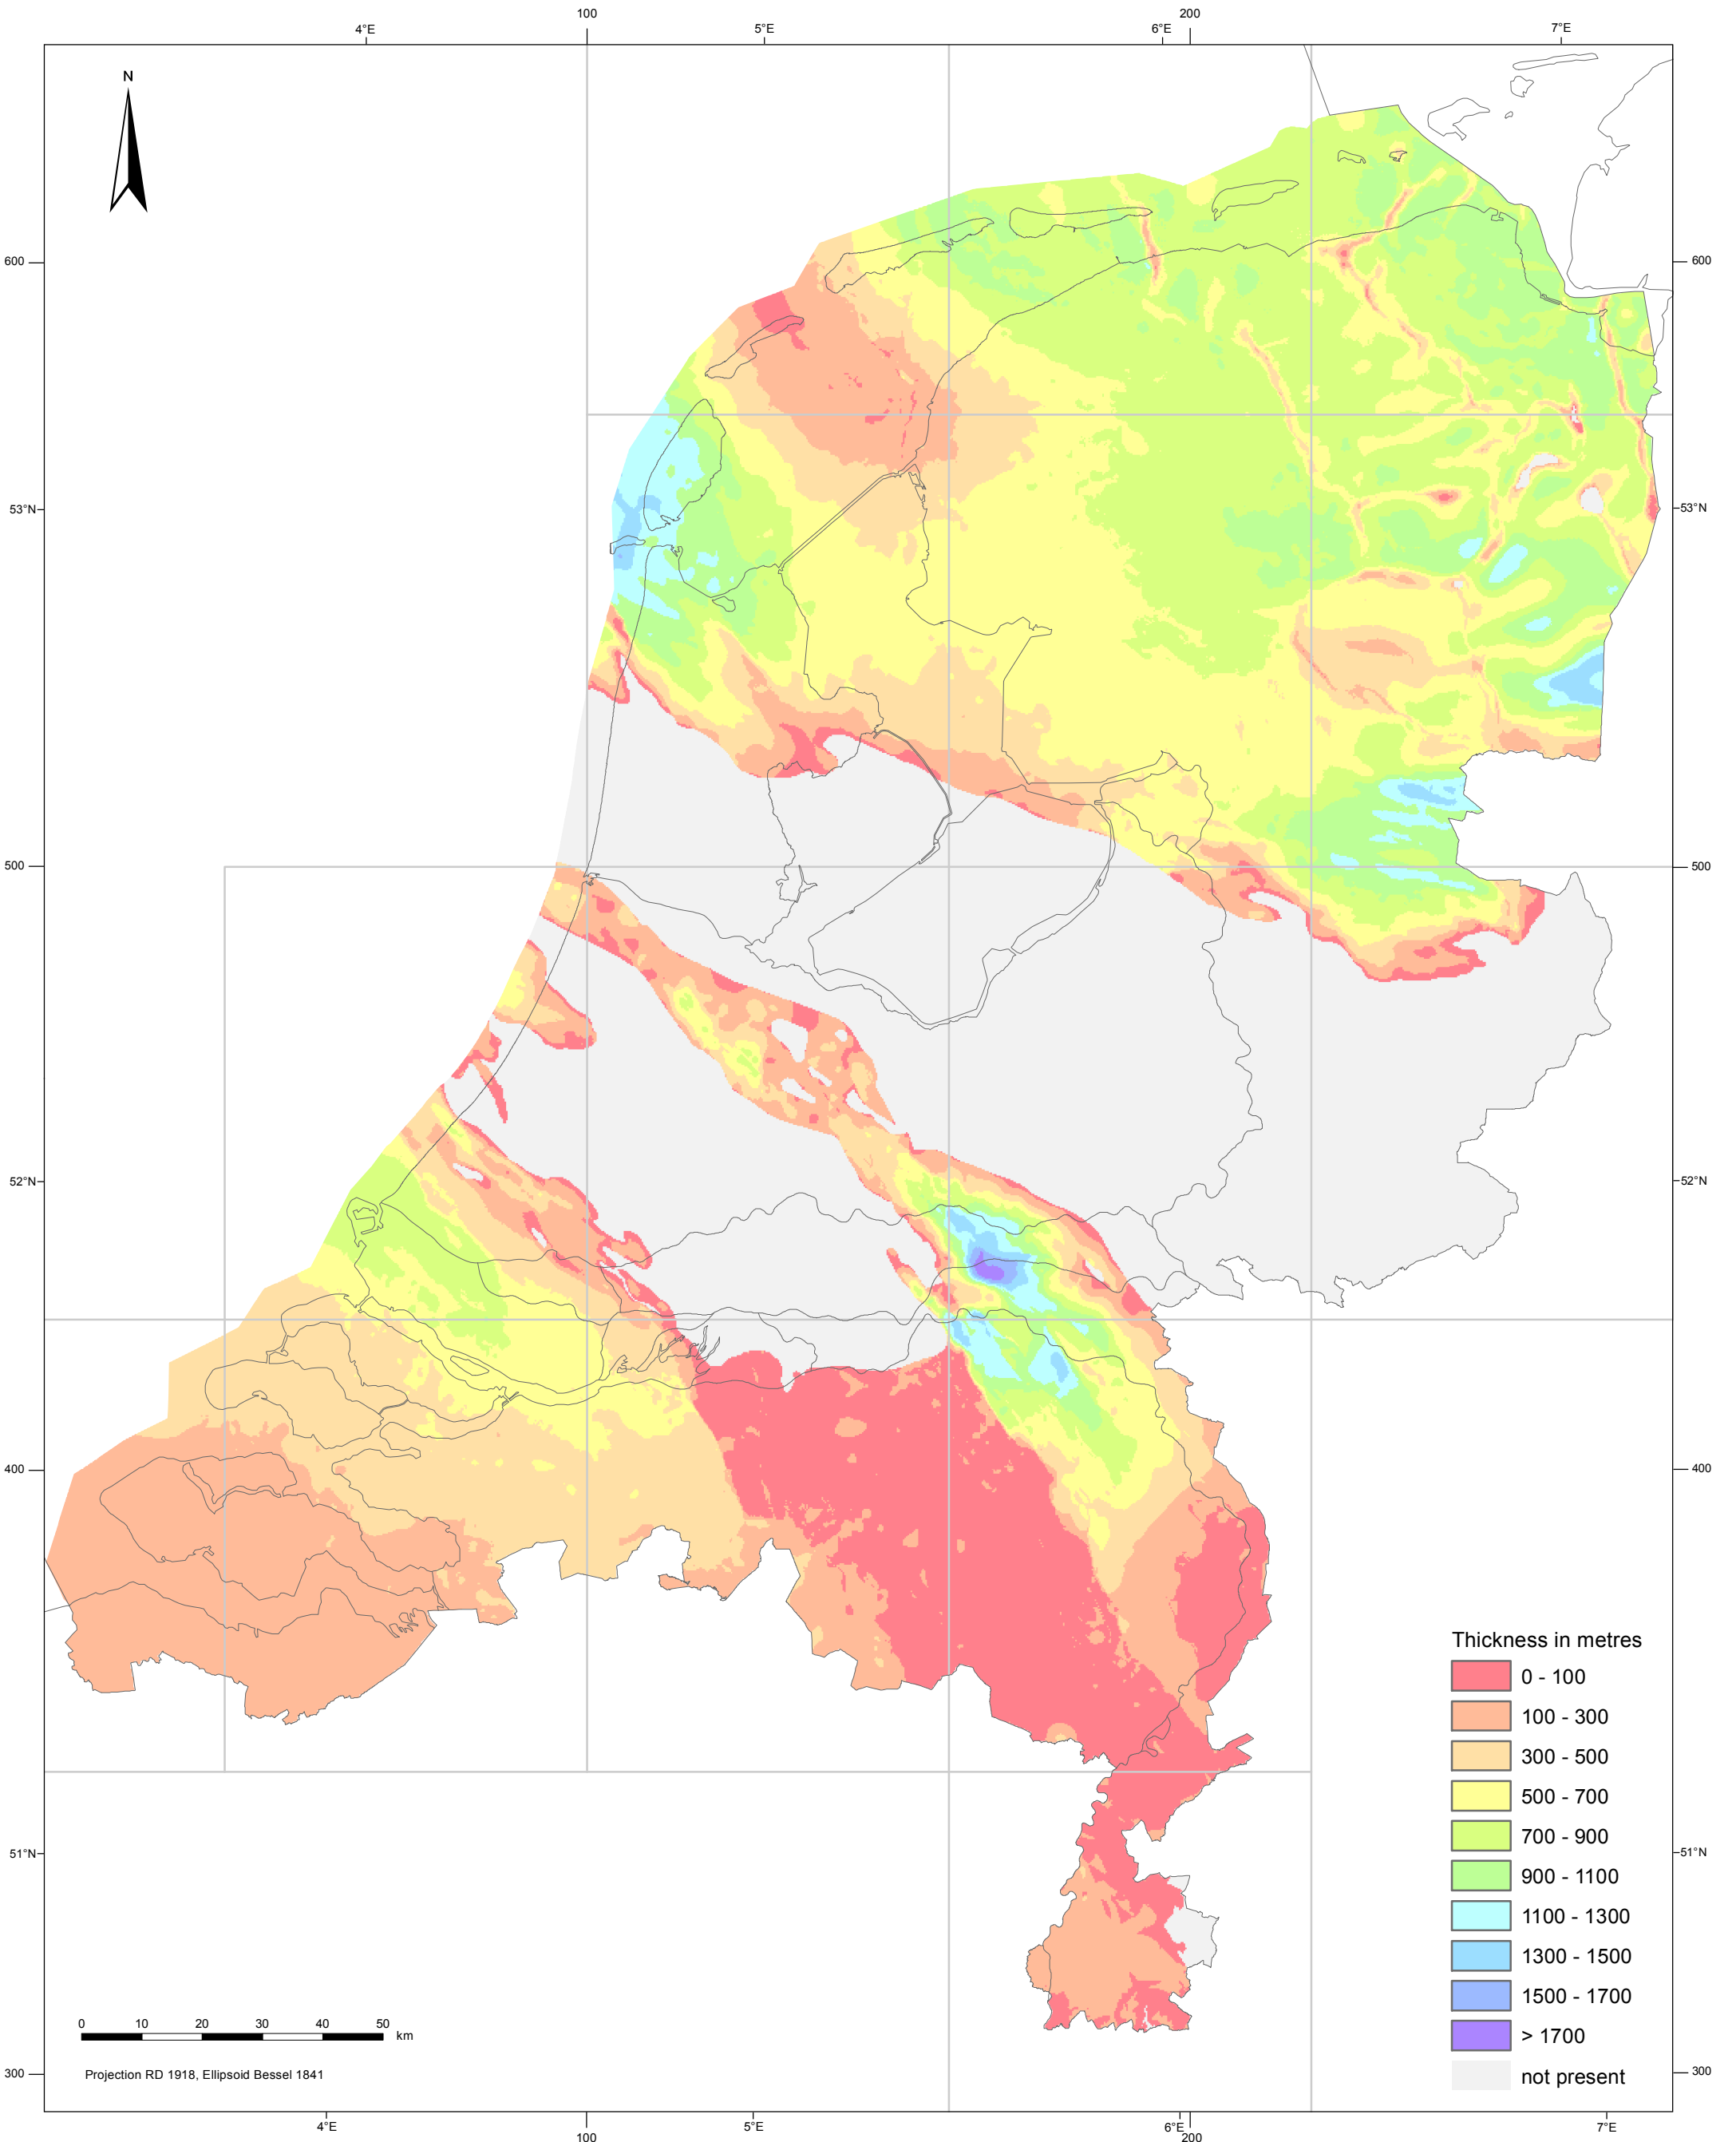 100 200
4°E 5°E 6°E 7°E
N
600 600
53°N 53°N
500 500
52°N 52°N
400 400
Thickness in metres
0 - 100
100 - 300
300 - 500
500 - 700
700 - 900
51°N 51°N
900 - 1100
1100 - 1300
1300 - 1500
1500 - 1700
0 10 20 30 40 50
km
> 1700
300 Projection RD 1918, Ellipsoid Bessel 1841 not present 300
4°E 5°E 6°E 7°E
100 200